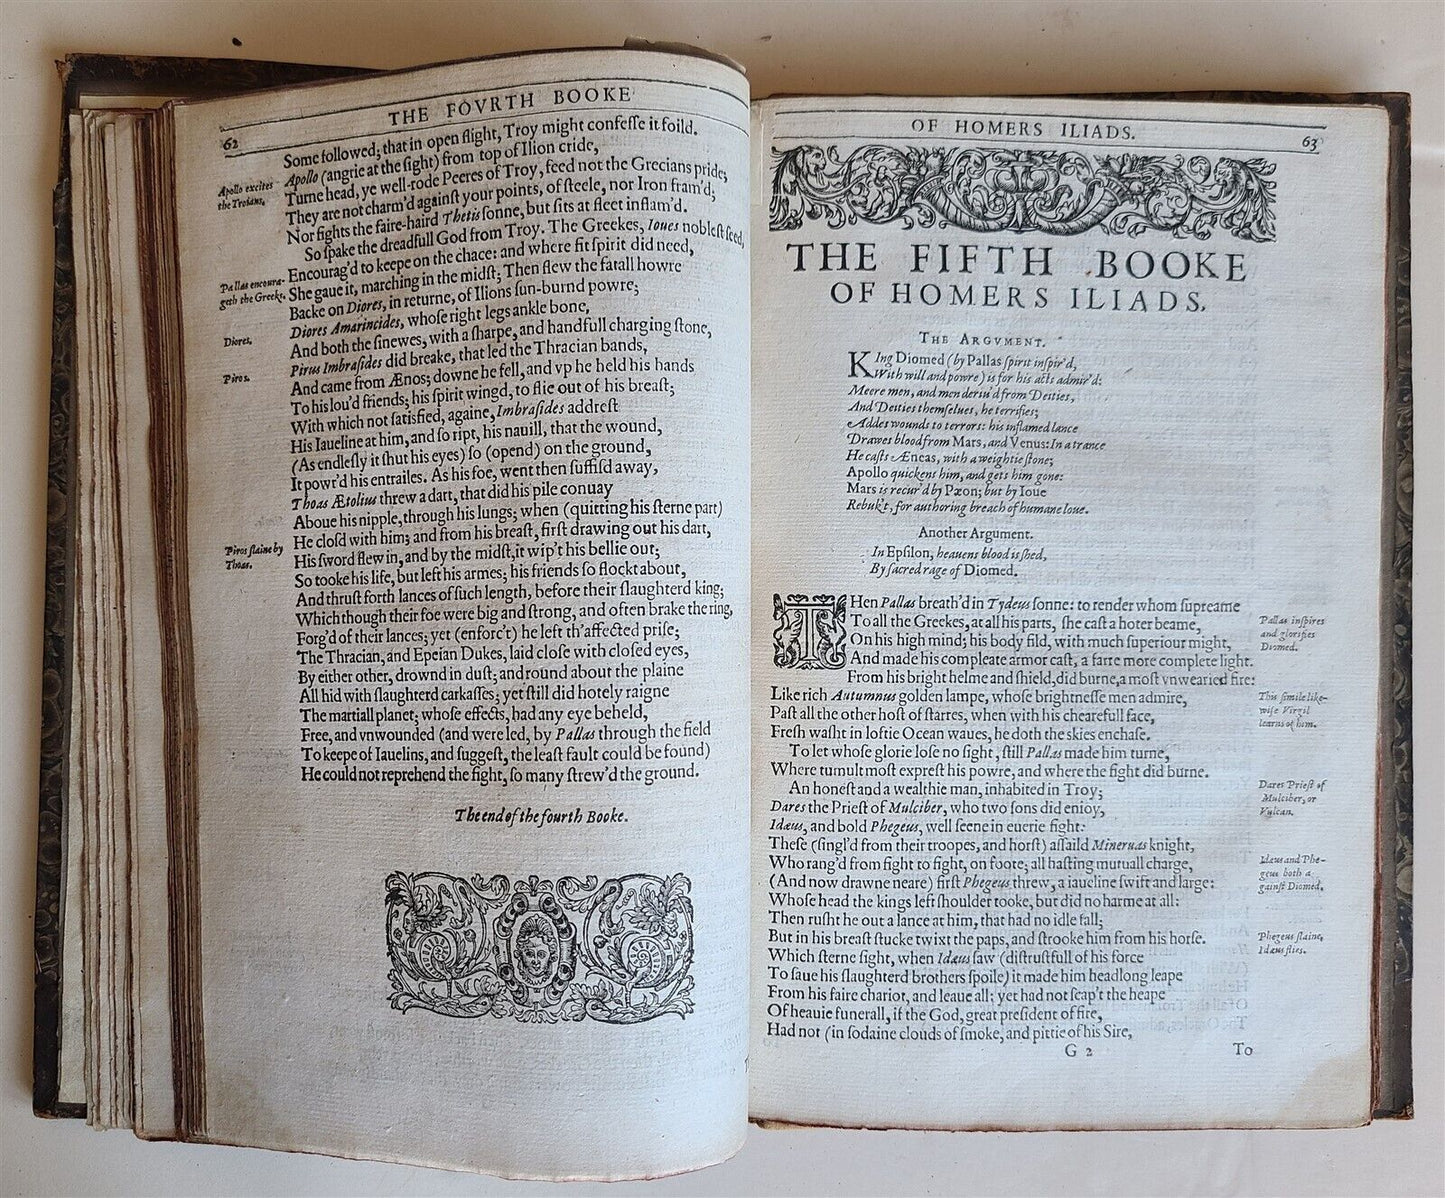 THE FOVRTH BOOKE
62
Some followed; that in open flight, Troy might confeſſe it foild.
Apollo (angrie at the ſight) from top of Ilion cride,
Apollo excites
the Troians.
Turne head, ye well-rode Peeres of Troy, feed not the Grecians pride;
They are not charm'd againſt your points, of ſteele, nor Iron fram'd;
Nor fights the faire-haird Thetis ſonne, but ſits at fleet inflam'd.
So ſpake the dreadfull God from Troy. The Greekes, Ioues nobleſt ſeed,
Encourag'd to keepe on the chace: and where fit ſpirit did need,
Pallas encoura-
geth the Greeks.
She gaue it, marching in the midſt; Then flew the fatall howre
Backe on Diores, in returne, of Ilions ſun-burnd powre;
Diores Amarincides, whoſe right legs ankle bone,
Diores.
And both the ſinewes, with a ſharpe, and handfull charging ſtone,
Pirus Imbraſides did breake, that led the Thracian bands,
Piros.
And came from Ænos; downe he fell, and vp he held his hands
To his lou'd friends; his ſpirit wingd, to flie out of his breaſt;
With which not ſatisfied, againe, Imbraſides addreſt
His Iaueline at him, and ſo ript, his nauill, that the wound,
(As endleſly it ſhut his eyes) ſo (opend) on the ground,
It powr'd his entrailes. As his foe, went then ſuffiſd away,
Thoas Ætolius threw a dart, that did his pile conuay
Aboue his nipple, through his lungs; when (quitting his ſterne part)
He cloſd with him; and from his breaſt, firſt drawing out his dart,
Piros ſlaine by
Thoas.
His ſword flew in, and by the midſt, it wip't his bellie out;
So tooke his life, but left his armes; his friends ſo flockt about,
And thruſt forth lances of ſuch length, before their ſlaughterd king;
Which though their foe were big and ſtrong, and often brake the ring,
Forg'd of their lances; yet (enforc't) he left th'affected priſe;
The Thracian, and Epeian Dukes, laid cloſe with cloſed eyes,
By either other, drownd in duſt; and round about the plaine
All hid with ſlaughterd carkaſſes; yet ſtill did hotely raigne
The martiall planet; whoſe effects, had any eye beheld,
Free, and vnwounded (and were led, by Pallas through the field
To keepe of Iauelins, and ſuggeſt, the leaſt fault could be found)
He could not reprehend the fight, ſo many ſtrew'd the ground.
The end of the fourth Booke.
OF HOMERS ILIADS.
63
THE FIFTH BOOKE
OF HOMERS ILIADS.
THE ARGVMENT.
King Diomed (by Pallas ſpirit inſpir'd,
With will and powre) is for his acts admir'd:
Meere men, and men deriu'd from Deities,
And Deities themſelues, he terrifies;
Addes wounds to terrors: his inflamed lance
Drawes blood from Mars, and Venus: In a trance
He caſts Æneas, with a weightie ſtone;
Apollo quickens him, and gets him gone:
Mars is recur'd by Pæon; but by Ioue
Rebuk't, for authoring breach of humane loue.
Another Argument.
In Epſilon, heauens blood is ſhed,
By ſacred rage of Diomed.
THen Pallas breath'd in Tydeus ſonne: to render whom ſupreame
To all the Greekes, at all his parts, ſhe caſt a hoter beame,
Pallas inſpires
and glorifies
Diomed.
On his high mind; his body fild, with much ſuperiour might,
And made his compleate armor caſt, a farre more complete light.
From his bright helme and ſhield, did burne, a moſt vnwearied fire:
Like rich Autumnus golden lampe, whoſe brightneſſe men admire,
This ſimile like-
wiſe Virgil
learns of him.
Paſt all the other hoſt of ſtarres, when with his chearefull face,
Freſh waſht in loftie Ocean waues, he doth the skies enchaſe.
To let whoſe glorie loſe no ſight, ſtill Pallas made him turne,
Where tumult moſt expreſt his powre, and where the fight did burne.
An honeſt and a wealthie man, inhabited in Troy;
Dares Prieſt of
Mulciber, or
Vulcan.
Dares the Prieſt of Mulciber, who two ſons did enioy,
Idæus, and bold Phegeus, well ſeene in euerie fight:
Theſe (ſingl'd from their troopes, and horſt) aſſaild Mineruas knight,
Who rang'd from fight to fight, on foote; all haſting mutuall charge,
Idæus and Phe-
geus both a-
gainſt Diomed.
(And now drawne neare) firſt Phegeus threw, a iaueline ſwift and large:
Whoſe head the kings left ſhoulder tooke, but did no harme at all:
Then ruſht he out a lance at him, that had no idle fall;
But in his breaſt ſtucke twixt the paps, and ſtrooke him from his horſe.
Phegeus ſlaine,
Idæus flies.
Which ſterne ſight, when Idæus ſaw (diſtruſtfull of his force
To ſaue his ſlaughterd brothers ſpoile) it made him headlong leape
From his faire chariot, and leaue all: yet had not ſcap't the heape
Of heauie funerall, if the God, great preſident of fire,
Had not (in ſodaine clouds of ſmoke, and pittie of his Sire,
G 2
To